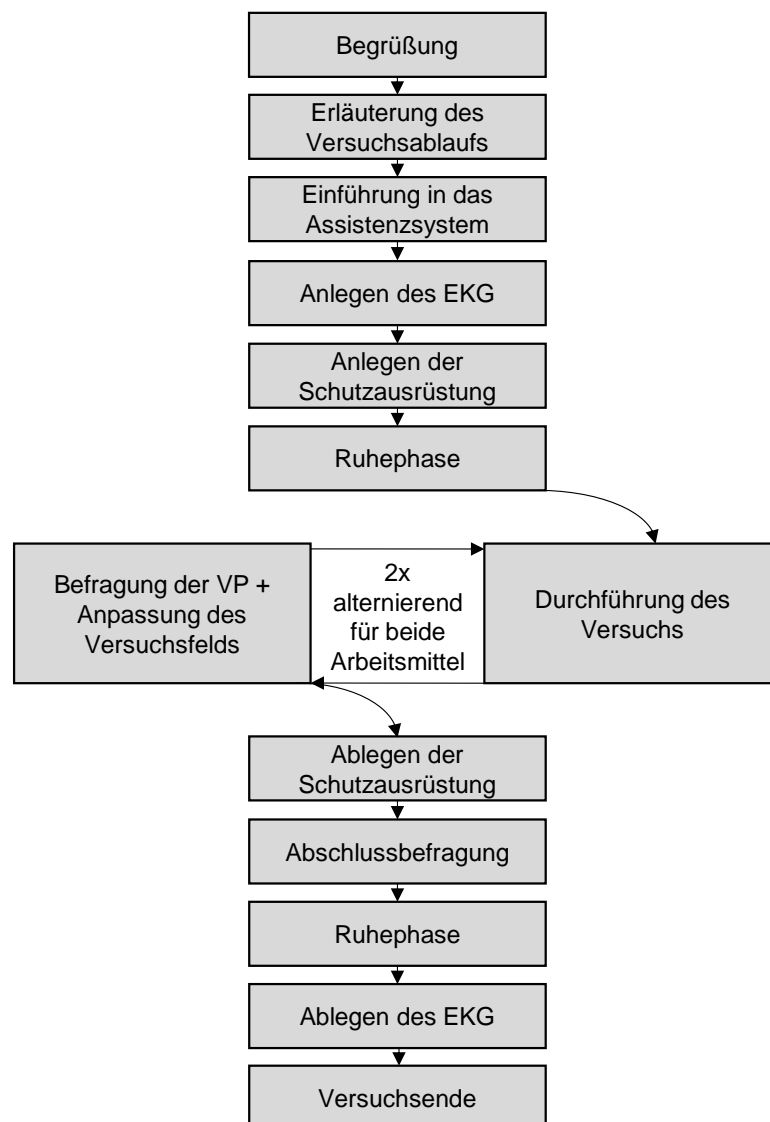 Begrüßung
Erläuterung des
Versuchsablaufs
Einführung in das
Assistenzsystem
Anlegen des EKG
Anlegen der
Schutzausrüstung
Ruhephase
Befragung der VP +
Anpassung des
Versuchsfelds
2x
alternierend
für beide
Arbeitsmittel
Durchführung des
Versuchs
Ablegen der
Schutzausrüstung
Abschlussbefragung
Ruhephase
Ablegen des EKG
Versuchsende